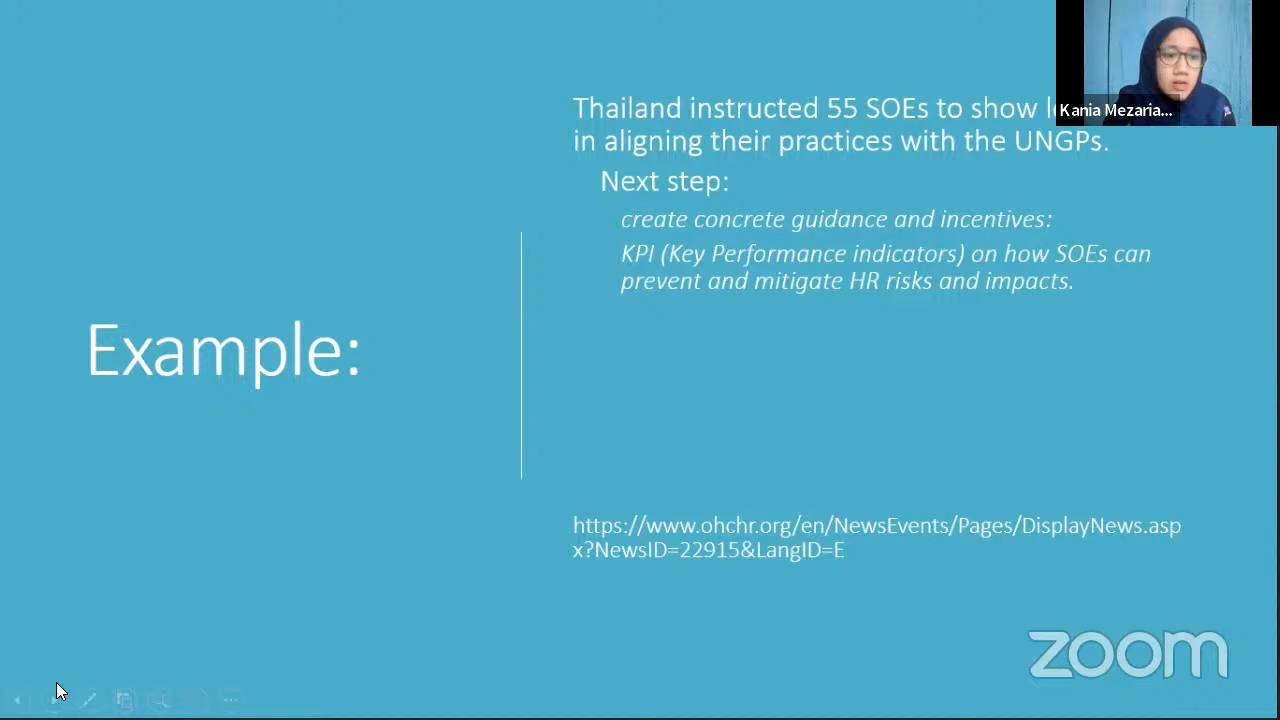 Thailand instructed 55 SOEs to show
Kania Mezaria...
in aligning their practices with the UNGPs.
Next step:
create concrete guidance and incentives:
KPI (Key Performance indicators) on how SOEs can
prevent and mitigate HR risks and impacts.
Example:
https://www.ohchr.org/en/NewsEvents/Pages/DisplayNews.asp
x?NewsID=22915&LangID=E
zoom